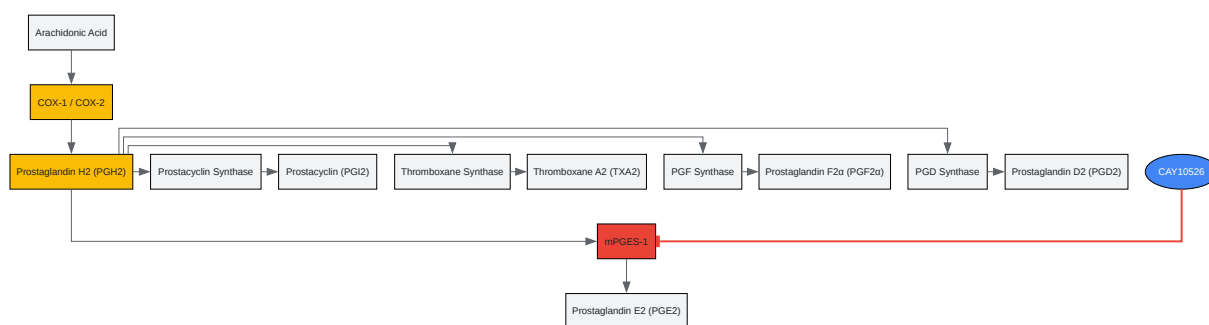 Arachidonic Acid
COX-1 / COX-2
Prostaglandin H2 (PGH2)
Prostacyclin Synthase
Prostacyclin (PGI2)
Thromboxane Synthase
Thromboxane A2 (TXA2)
PGF Synthase
Prostaglandin F2α (PGF2α)
PGD Synthase
Prostaglandin D2 (PGD2)
CAY10526
mPGES-1
Prostaglandin E2 (PGE2)